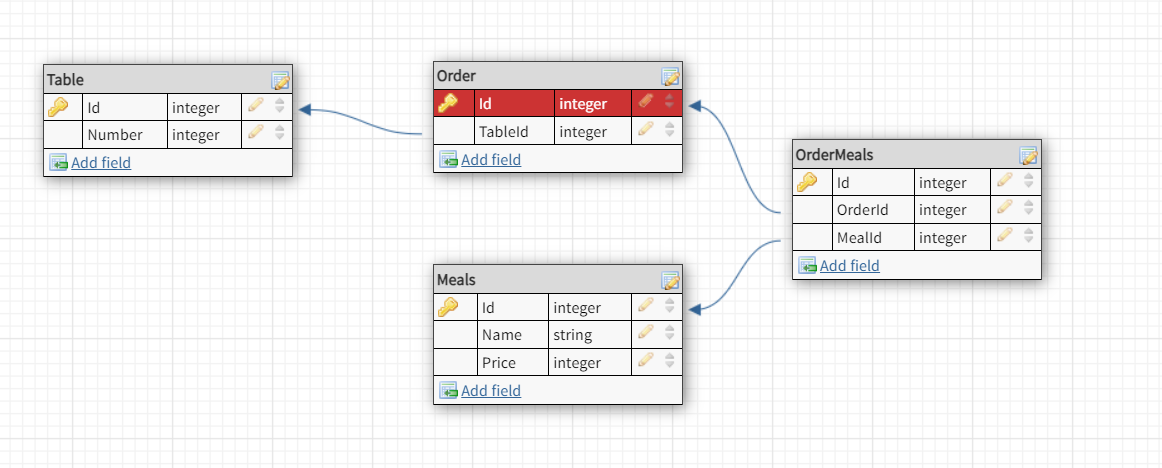 Table
Id integer
Number integer
Add field
Order
Id integer
TableId integer
Add field
OrderMeals
Id integer
OrderId integer
MealId integer
Add field
Meals
Id integer
Name string
Price integer
Add field